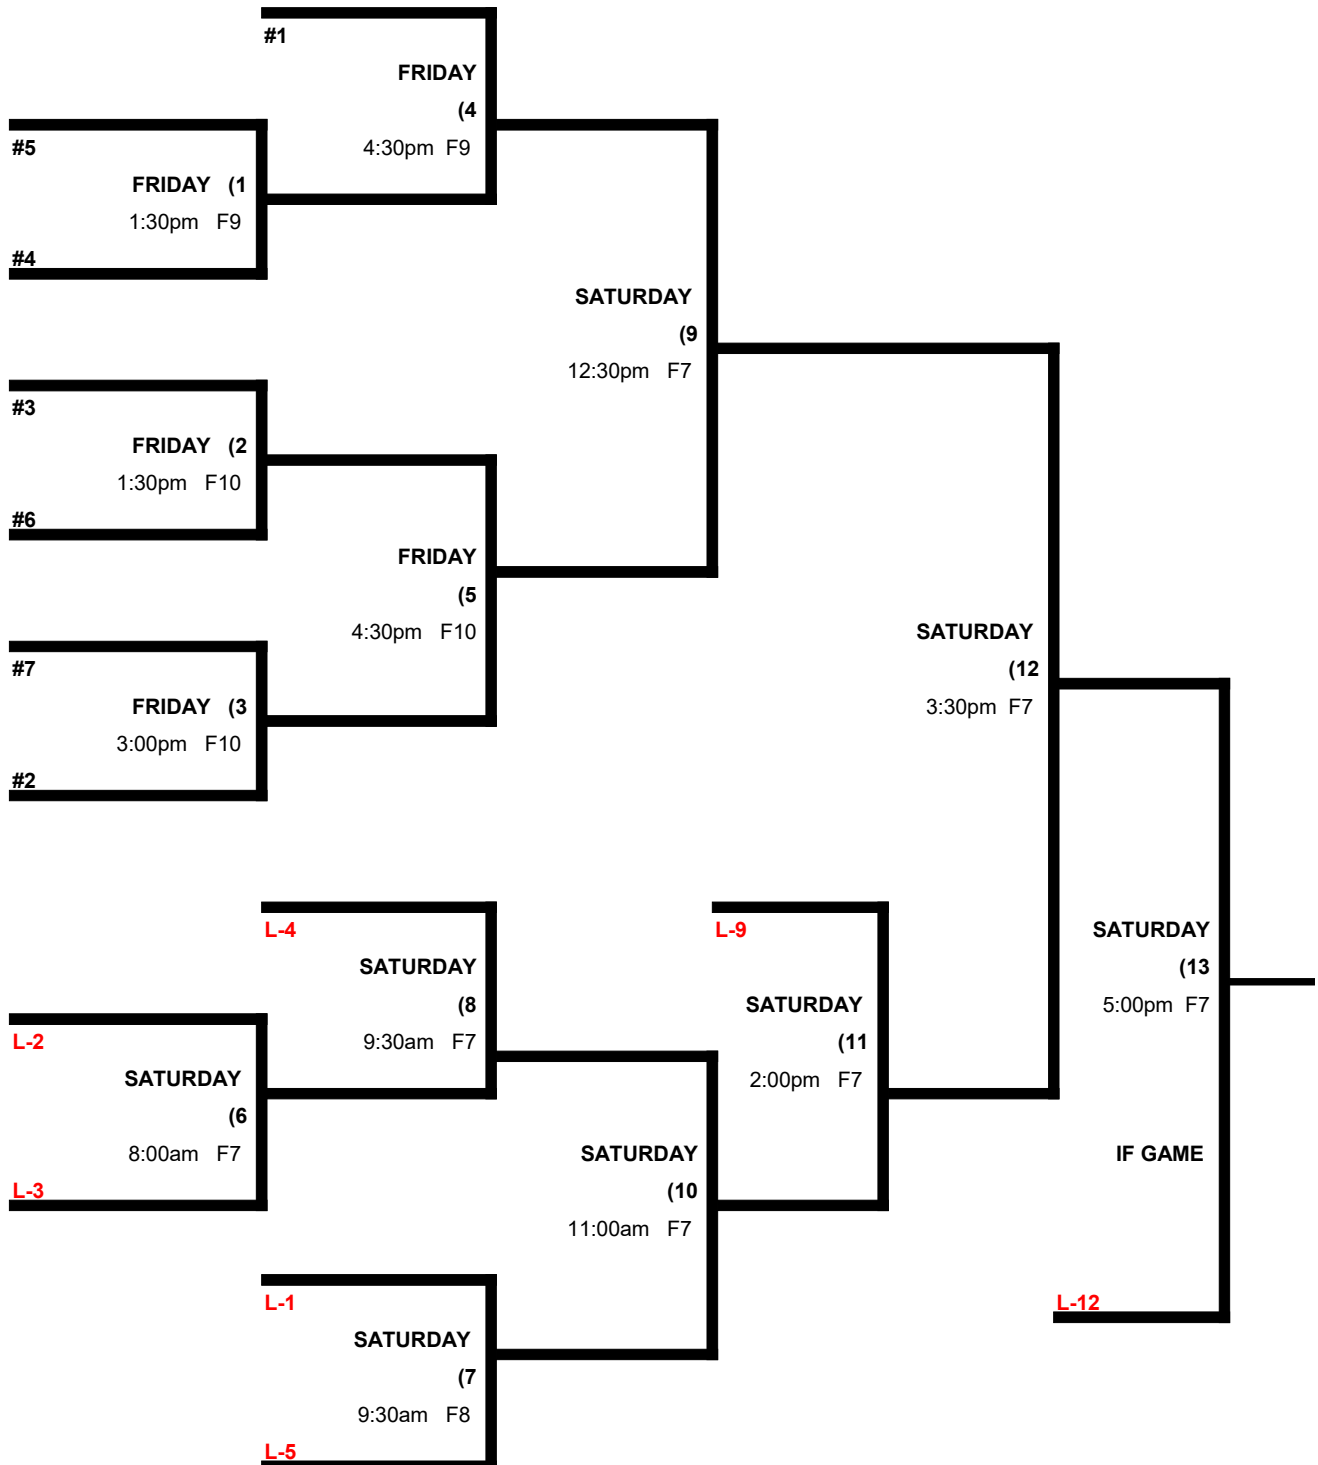 #1
FRIDAY
(4
4:30pm F9
#5
FRIDAY (1
1:30pm F9
#4
SATURDAY
(9
12:30pm F7
#3
FRIDAY (2
1:30pm F10
#6
FRIDAY
(5
4:30pm F10
#7
FRIDAY (3
3:00pm F10
#2
SATURDAY
(12
3:30pm F7
L-4
SATURDAY
(8
9:30am F7
L-2
SATURDAY
(6
8:00am F7
L-3
L-9
SATURDAY
(11
2:00pm F7
SATURDAY
(10
11:00am F7
L-1
SATURDAY
(7
9:30am F8
L-5
SATURDAY
(13
5:00pm F7
IF GAME
L-12